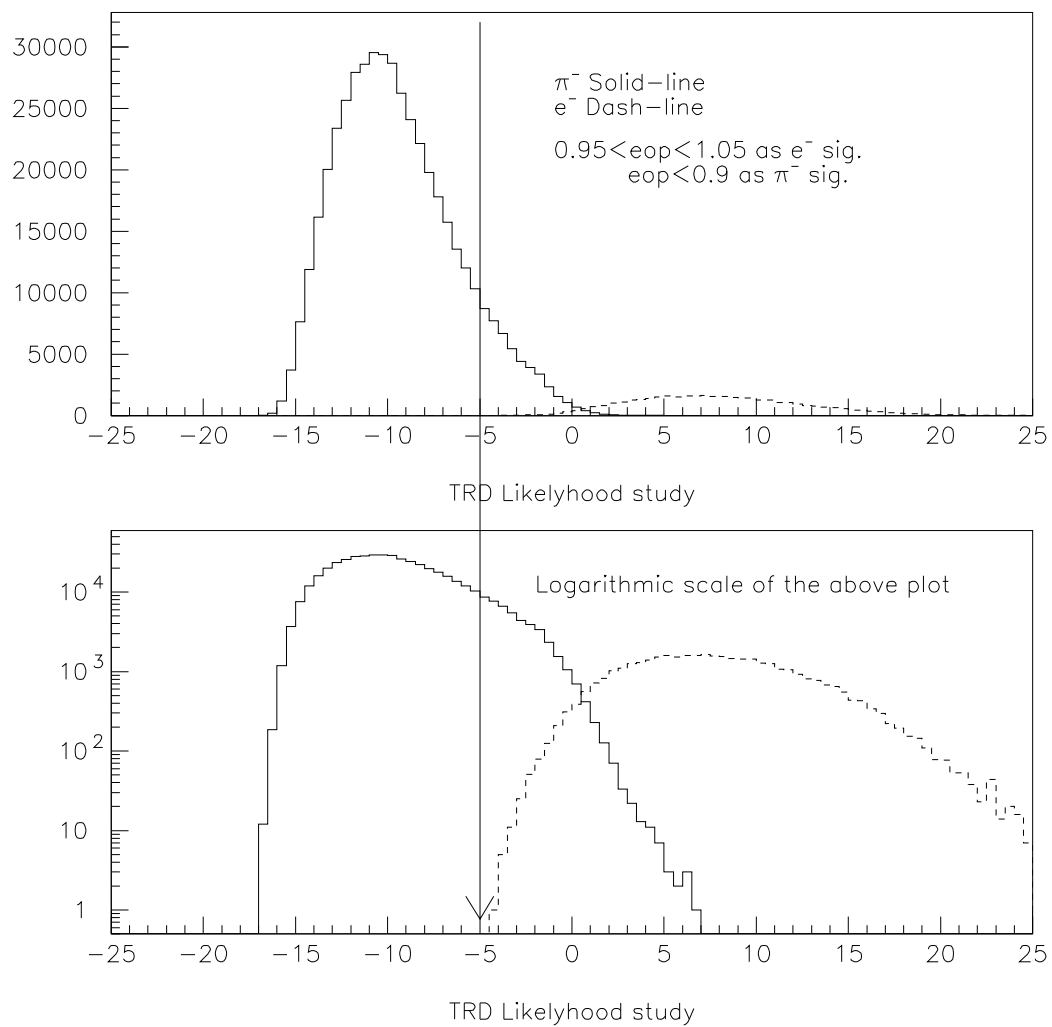 30000
25000
20000
15000
10000
5000
0
π⁻ Solid–line
e⁻ Dash–line
0.95<eop<1.05 as e⁻ sig.
eop<0.9 as π⁻ sig.
−25 −20 −15 −10 −5 0 5 10 15 20 25
TRD Likelyhood study
Logarithmic scale of the above plot
10⁴
10³
10²
10
1
−25 −20 −15 −10 −5 0 5 10 15 20 25
TRD Likelyhood study